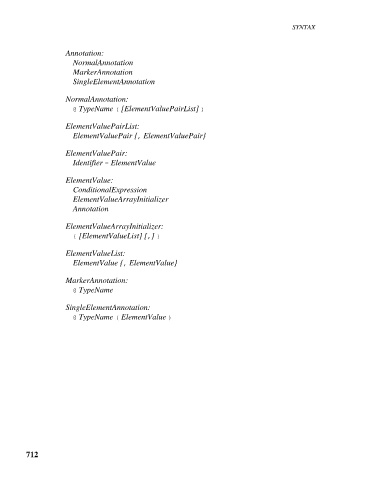 SYNTAX
Annotation:
NormalAnnotation
MarkerAnnotation
SingleElementAnnotation
NormalAnnotation:
@ TypeName ( [ElementValuePairList] )
ElementValuePairList:
ElementValuePair {, ElementValuePair}
ElementValuePair:
Identifier = ElementValue
ElementValue:
ConditionalExpression
ElementValueArrayInitializer
Annotation
ElementValueArrayInitializer:
{ [ElementValueList] [,] }
ElementValueList:
ElementValue {, ElementValue}
MarkerAnnotation:
@ TypeName
SingleElementAnnotation:
@ TypeName ( ElementValue )
712